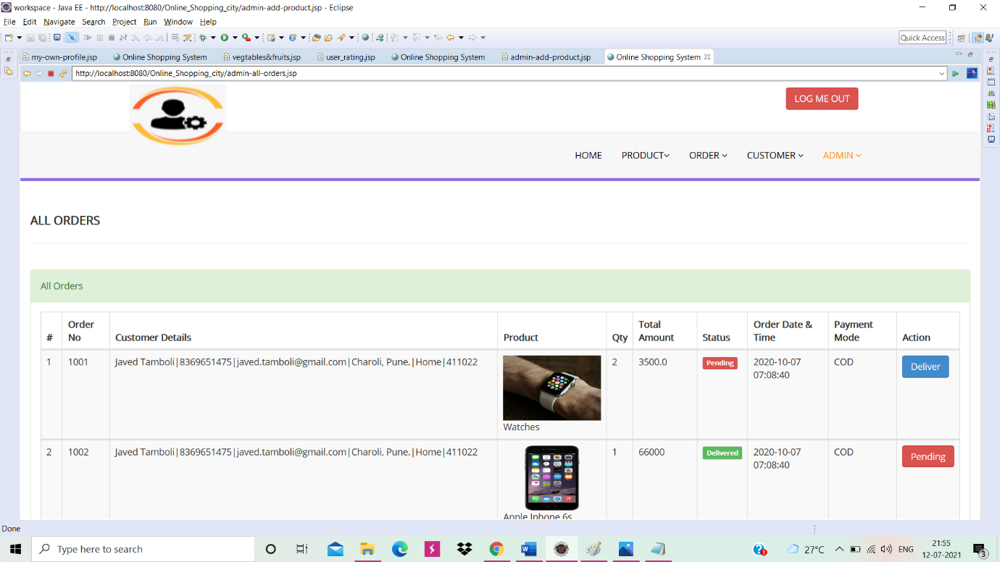 workspace - Java EE - http://localhost:8080/Online_Shopping_city/admin-add-product.jsp - Eclipse
File Edit Navigate Search Project Run Window Help
Quick Access
my-own-profile.jsp Online Shopping System vegtables&fruits.jsp user_rating.jsp Online Shopping System admin-add-product.jsp Online Shopping System
http://localhost:8080/Online_Shopping_city/admin-all-orders.jsp
LOG ME OUT
HOME PRODUCT ORDER CUSTOMER ADMIN
ALL ORDERS
All Orders
# Order No Customer Details Product Qty Total Amount Status Order Date & Time Payment Mode Action
1 1001 Javed Tamboli|8369651475|javed.tamboli@gmail.com|Charoli, Pune.|Home|411022 2 3500.0 Pending 2020-10-07 07:08:40 COD Deliver
Watches
2 1002 Javed Tamboli|8369651475|javed.tamboli@gmail.com|Charoli, Pune.|Home|411022 1 66000 Delivered 2020-10-07 07:08:40 COD Pending
Apple Iphone 6s
Done
Type here to search
27°C ENG 21:55
12-07-2021
3